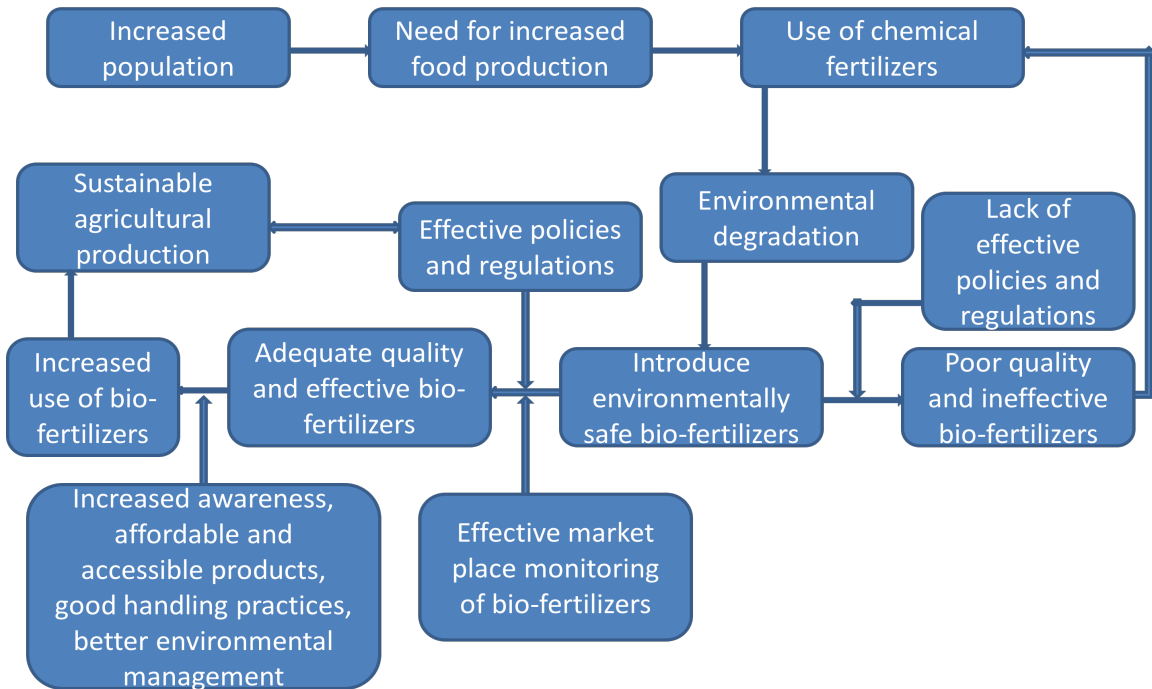 Increased
population
Need for increased
food production
Use of chemical
fertilizers
Sustainable
agricultural
production
Effective policies
and regulations
Environmental
degradation
Lack of
effective
policies and
regulations
Increased
use of bio-
fertilizers
Adequate quality
and effective bio-
fertilizers
Introduce
environmentally
safe bio-fertilizers
Poor quality
and ineffective
bio-fertilizers
Increased awareness,
affordable and
accessible products,
good handling practices,
better environmental
management
Effective market
place monitoring
of bio-fertilizers